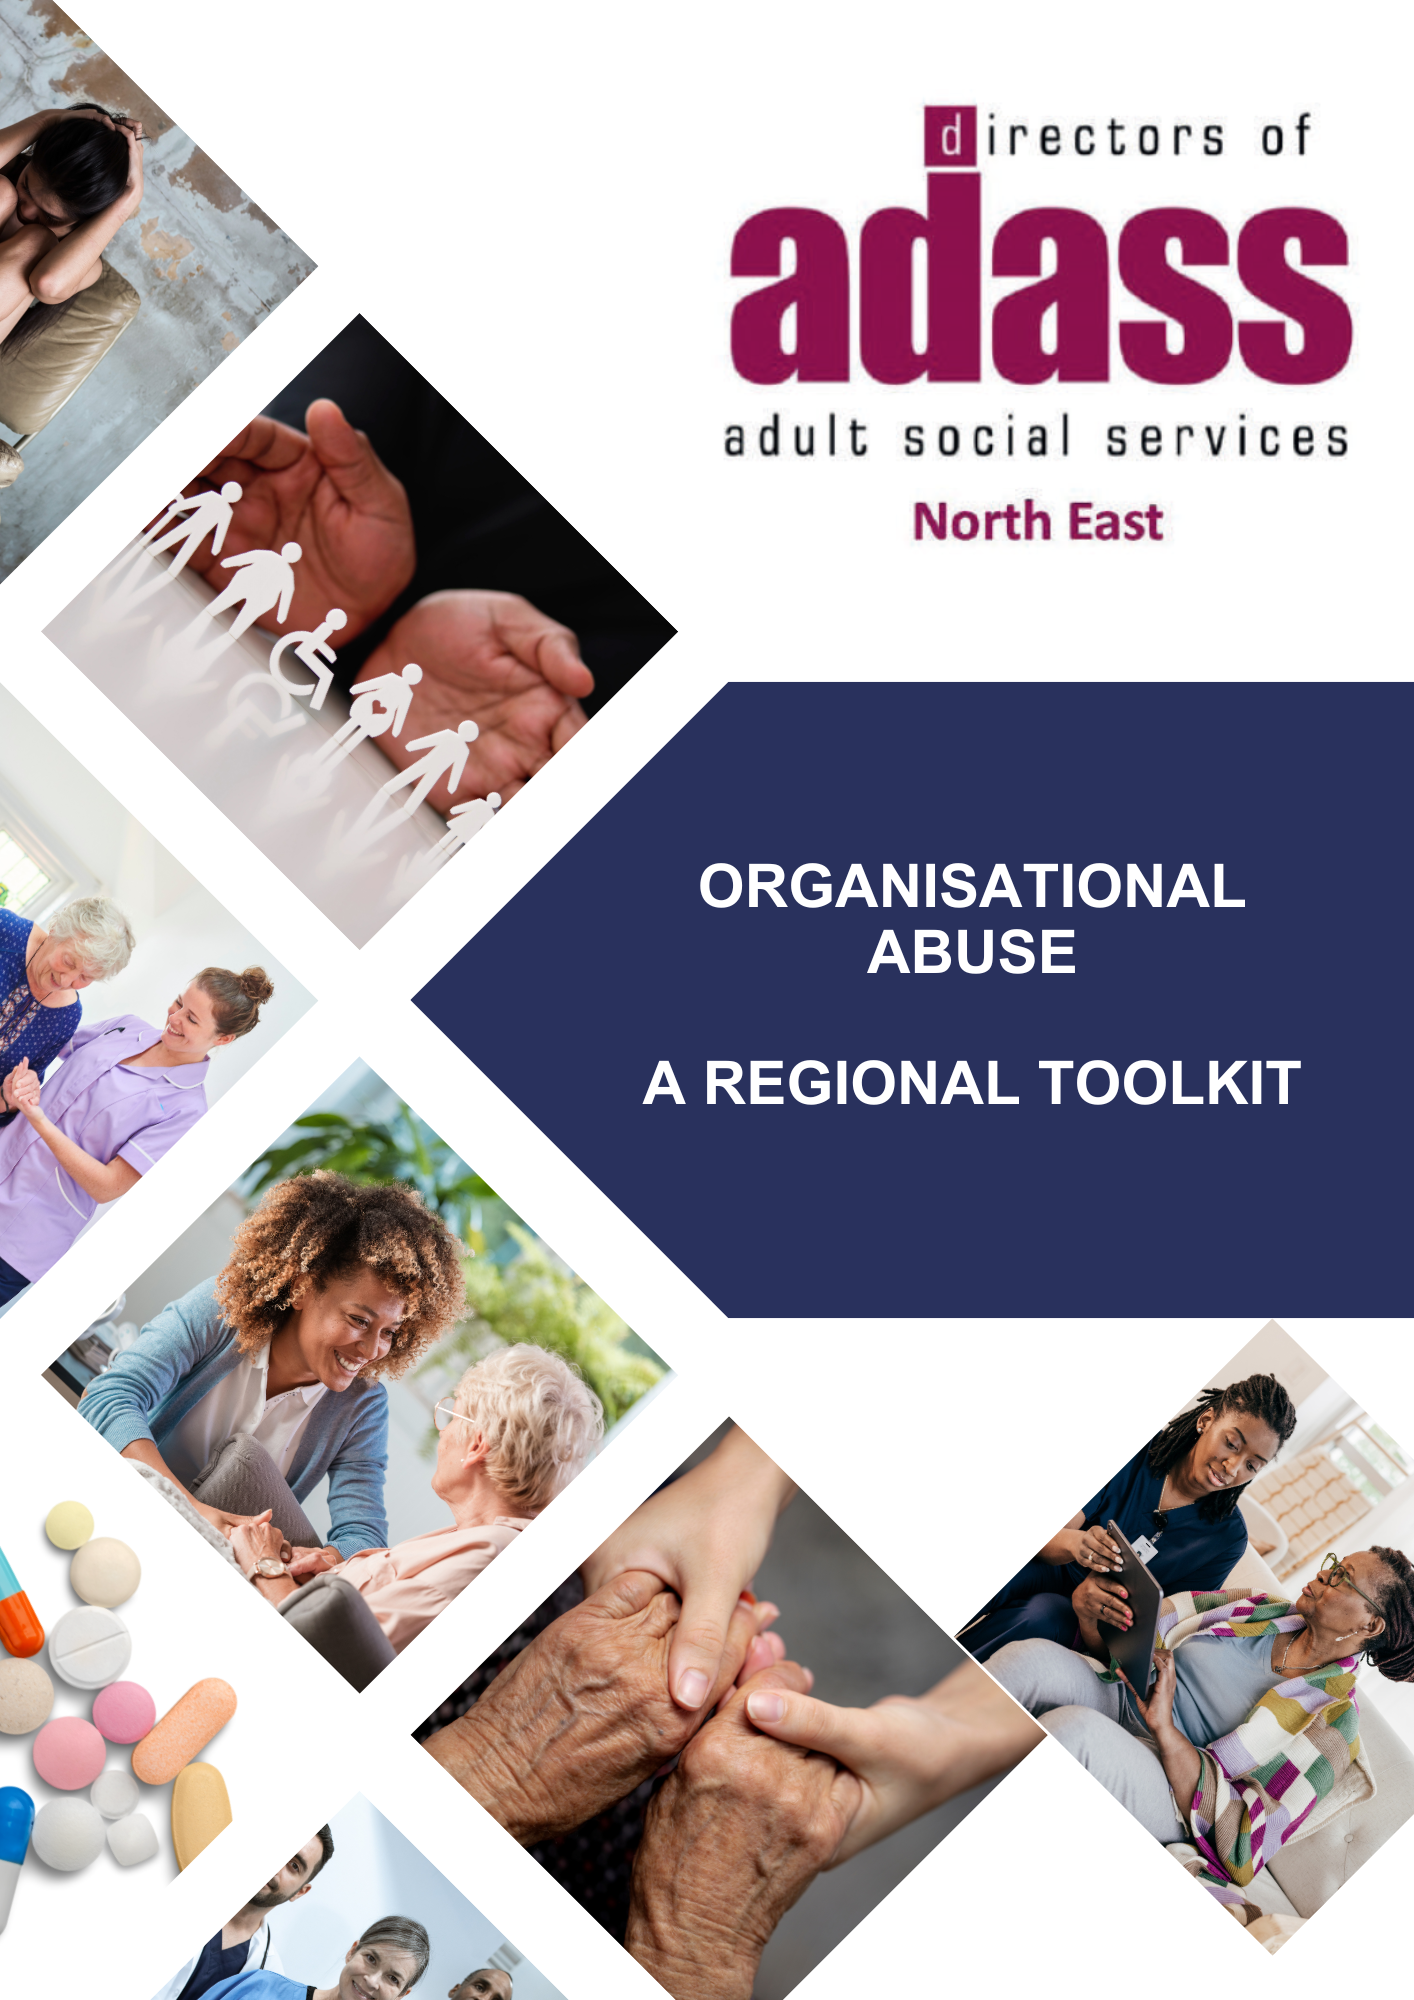 directors of
adass
adult social services
North East
ORGANISATIONAL
ABUSE
A REGIONAL TOOLKIT